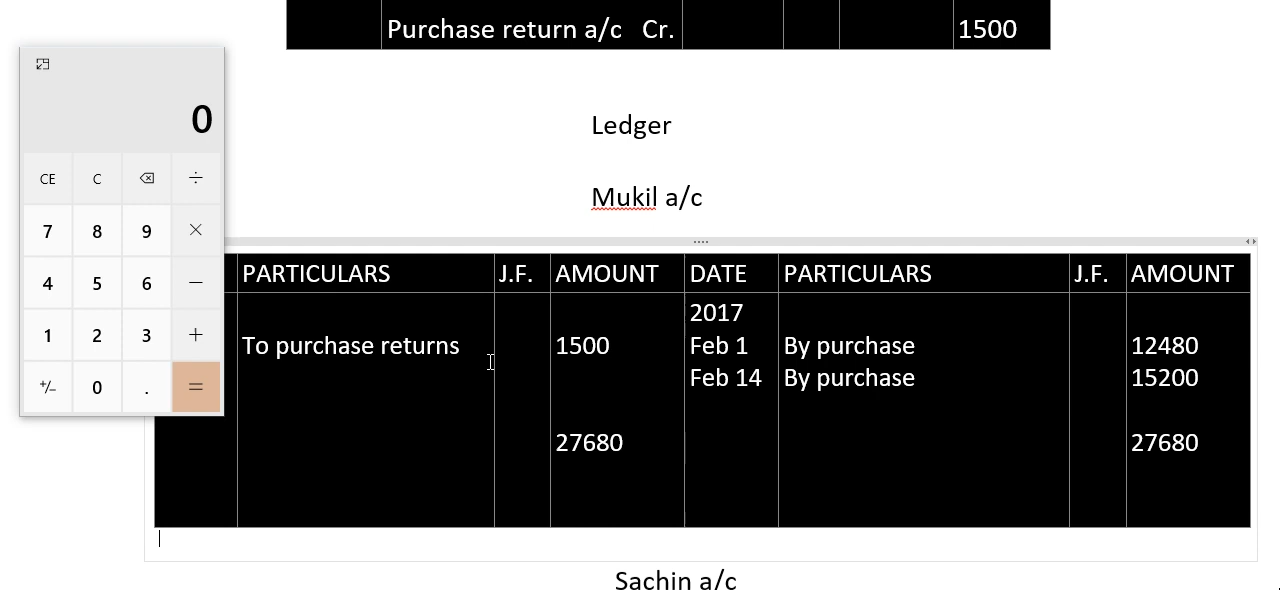 Purchase return a/c Cr. 1500
0
CE C ÷
7 8 9 ×
4 5 6 −
1 2 3 +
+/− 0 . =
Ledger
Mukil a/c
PARTICULARS J.F. AMOUNT DATE PARTICULARS J.F. AMOUNT
2017
To purchase returns 1500 Feb 1 By purchase 12480
Feb 14 By purchase 15200
27680 27680
Sachin a/c